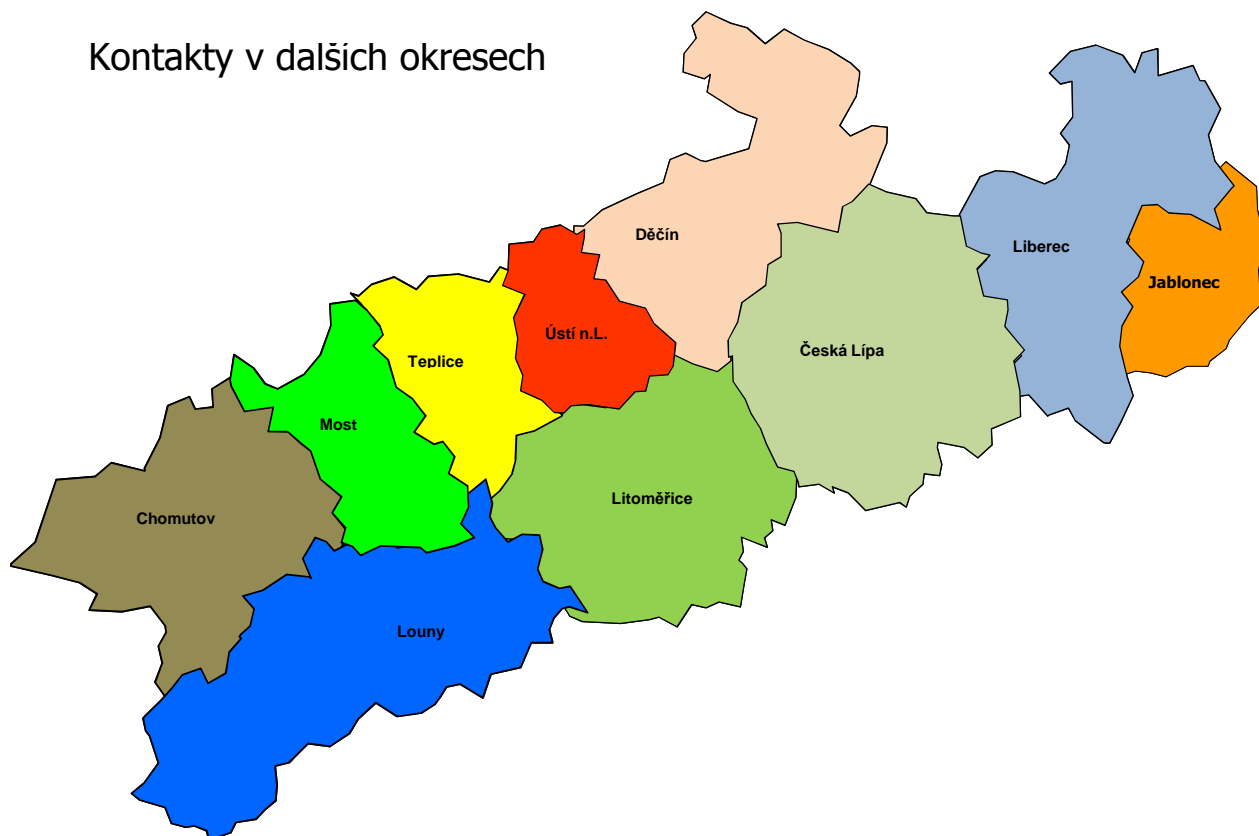 Kontakty v dalších okresech
Děčín
Liberec
Jablonec
Ústí n.L.
Česká Lípa
Teplice
Most
Litoměřice
Chomutov
Louny